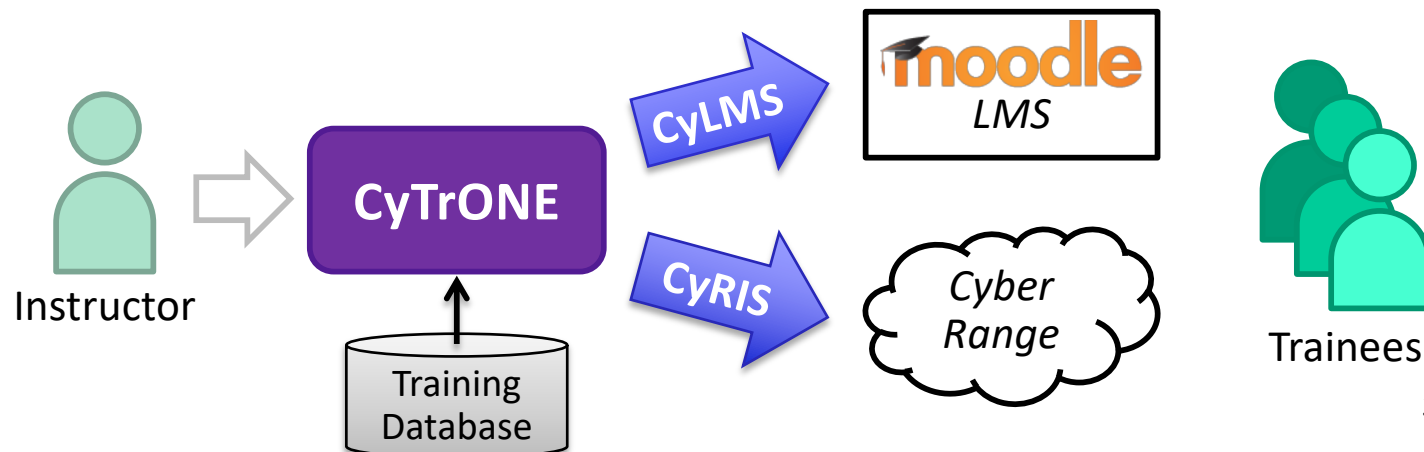 Instructor
CyTrONE
Training
Database
CyLMS
moodle
LMS
CyRIS
Cyber
Range
Trainees